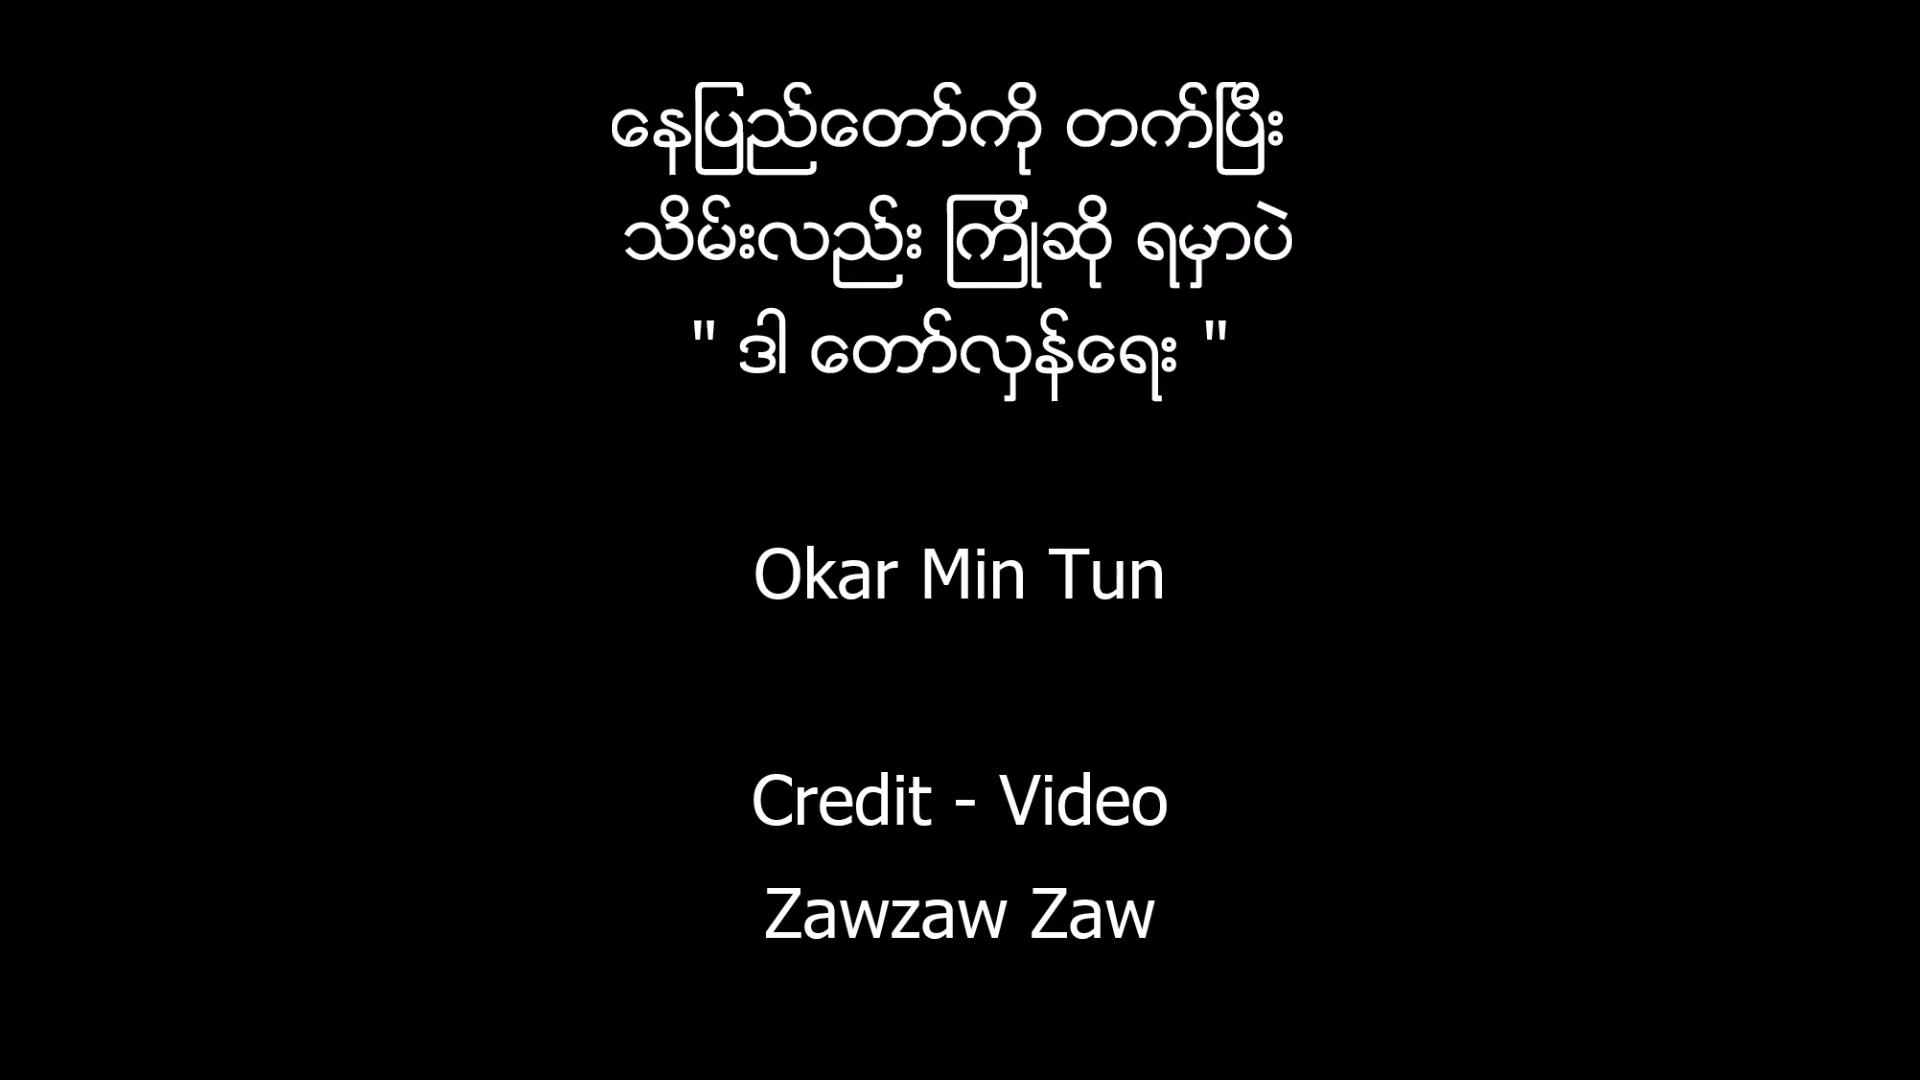 နေပြည်တော်ကို တက်ပြီး
သိမ်းလည်း ကြိုဆို ရမှာပဲ
" ဒါ တော်လှန်ရေး "
Okar Min Tun
Credit - Video
Zawzaw Zaw